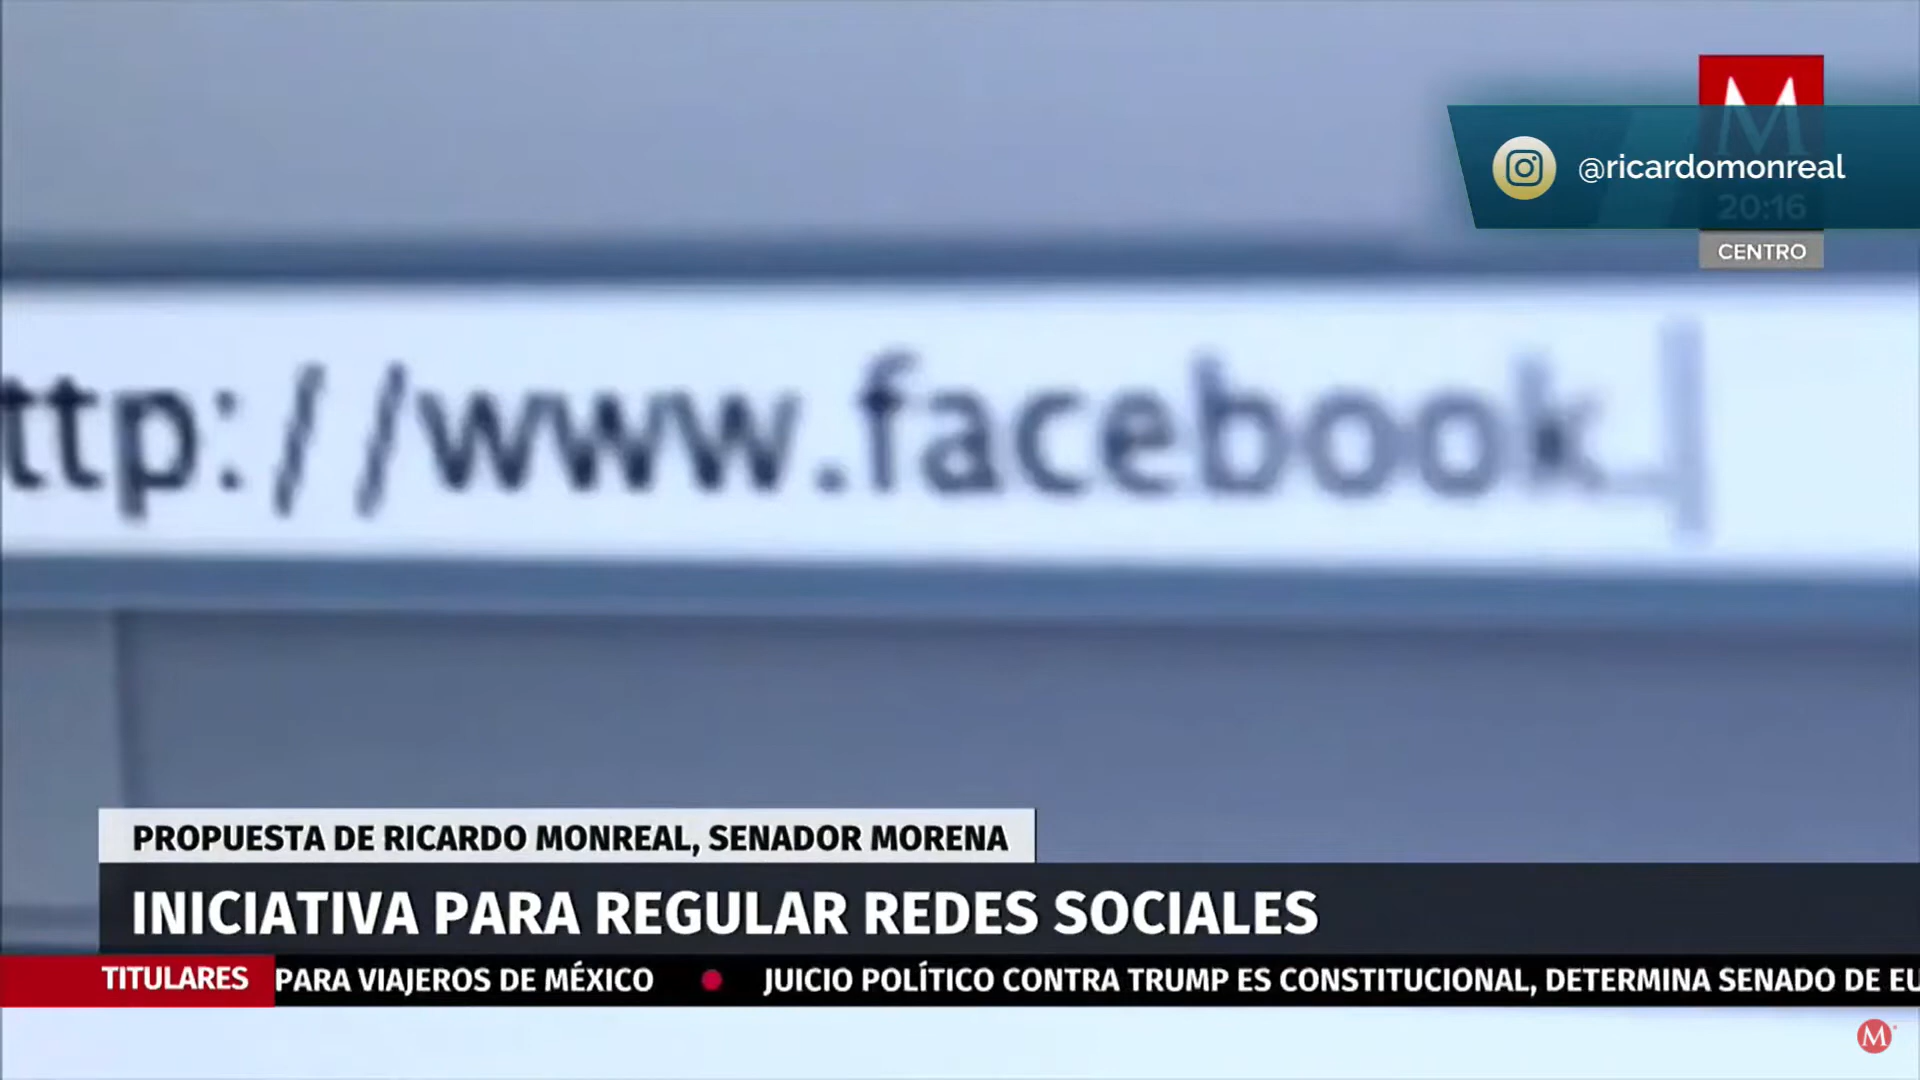 M
@ricardomonreal
20:16
CENTRO
ttp://www.facebook.
PROPUESTA DE RICARDO MONREAL, SENADOR MORENA
INICIATIVA PARA REGULAR REDES SOCIALES
TITULARES PARA VIAJEROS DE MÉXICO • JUICIO POLÍTICO CONTRA TRUMP ES CONSTITUCIONAL, DETERMINA SENADO DE EU
M